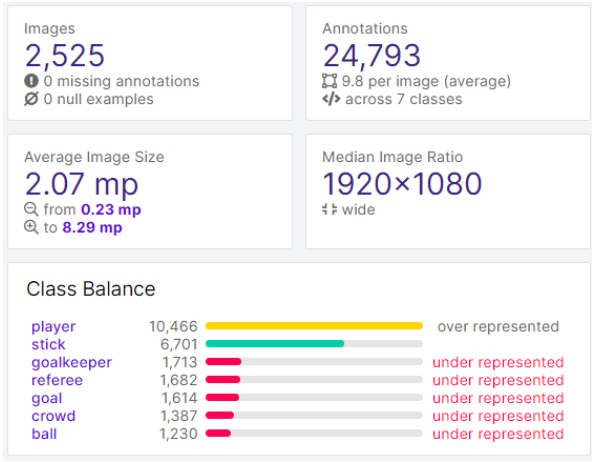 Images
2,525
0 missing annotations
0 null examples
Annotations
24,793
9.8 per image (average)
across 7 classes
Average Image Size
2.07 mp
from 0.23 mp
to 8.29 mp
Median Image Ratio
1920×1080
wide
Class Balance
player 10,466 over represented
stick 6,701
goalkeeper 1,713 under represented
referee 1,682 under represented
goal 1,614 under represented
crowd 1,387 under represented
ball 1,230 under represented